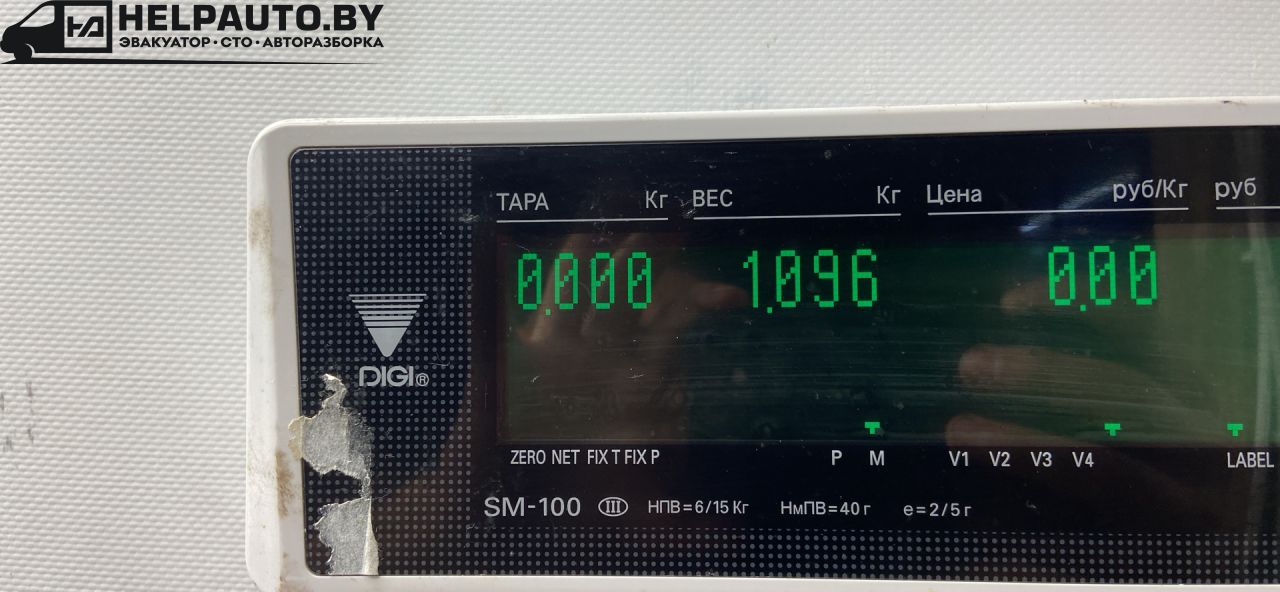 HELPAUTO.BY
ЭВАКУАТОР · СТО · АВТОРАЗБОРКА
ТАРА Кг ВЕС Кг Цена руб/Кг руб
0.000 1.096 0.00
DIGI®
ZERO NET FIX T FIX P P M V1 V2 V3 V4 LABEL
SM-100 III НПВ=6/15 Кг НмПВ=40 г е=2/5 г